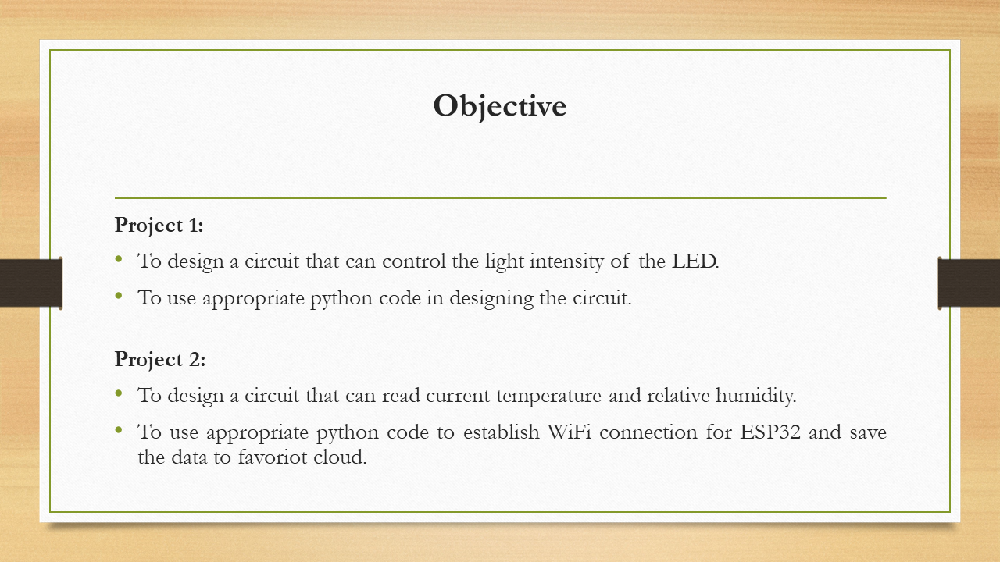 Objective
Project 1:
• To design a circuit that can control the light intensity of the LED.
• To use appropriate python code in designing the circuit.
Project 2:
• To design a circuit that can read current temperature and relative humidity.
• To use appropriate python code to establish WiFi connection for ESP32 and save
the data to favoriot cloud.